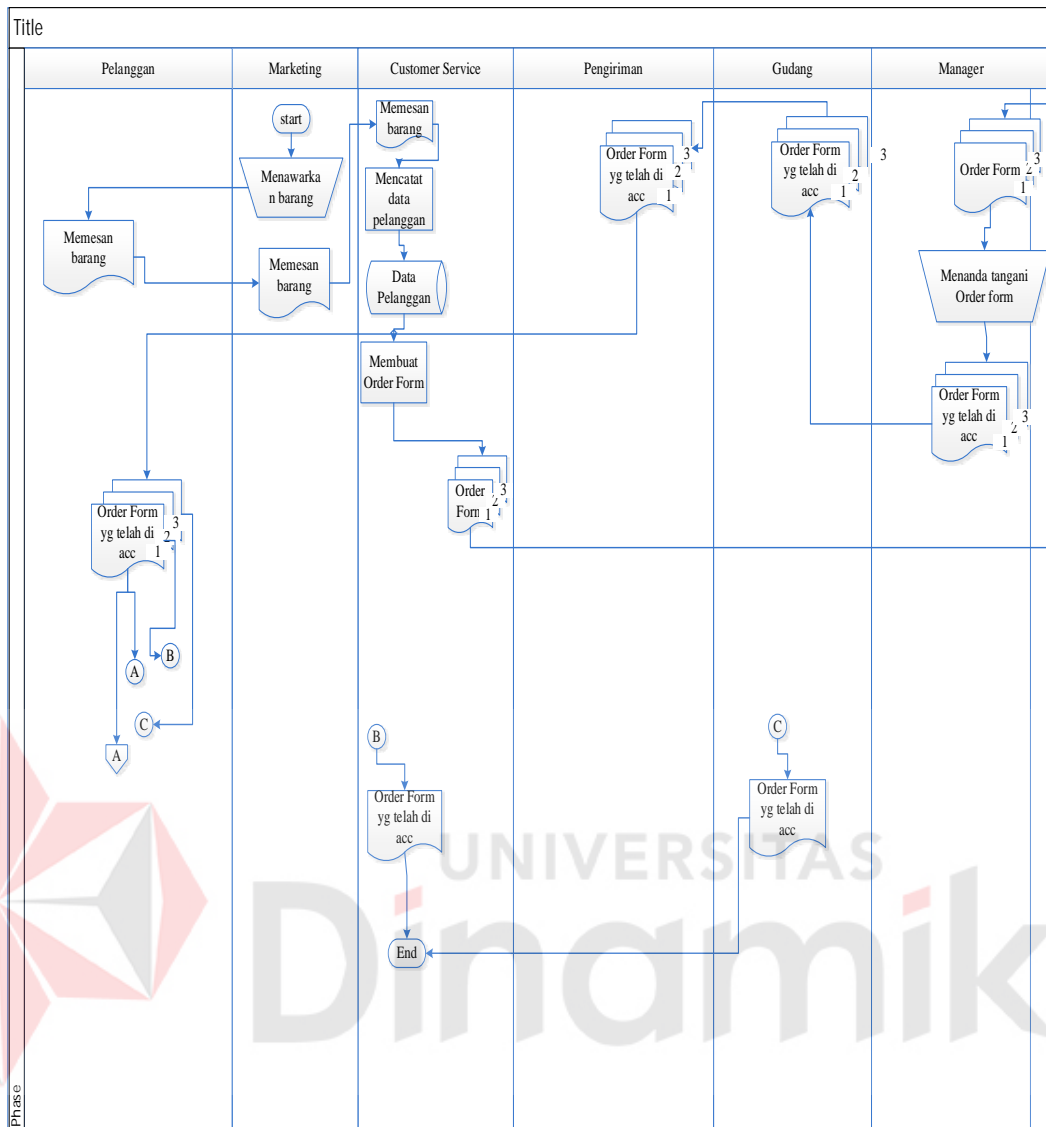 Title
Pelanggan
Marketing
Customer Service
Pengiriman
Gudang
Manager
start
Menawarka
n barang
Memesan
barang
Memesan
barang
Memesan
barang
Mencatat
data
pelanggan
Data
Pelanggan
Membuat
Order Form
Order
Form
1
2
3
Order Form
yg telah di
acc
1
2
3
Order Form
yg telah di
acc
1
2
3
Order Form
1
2
3
Menanda tangani
Order form
Order Form
yg telah di
acc
1
2
3
Order Form
yg telah di
acc
1
2
3
A
B
C
A
B
Order Form
yg telah di
acc
C
Order Form
yg telah di
acc
End
Phase
UNIVERSITAS
Dinamik